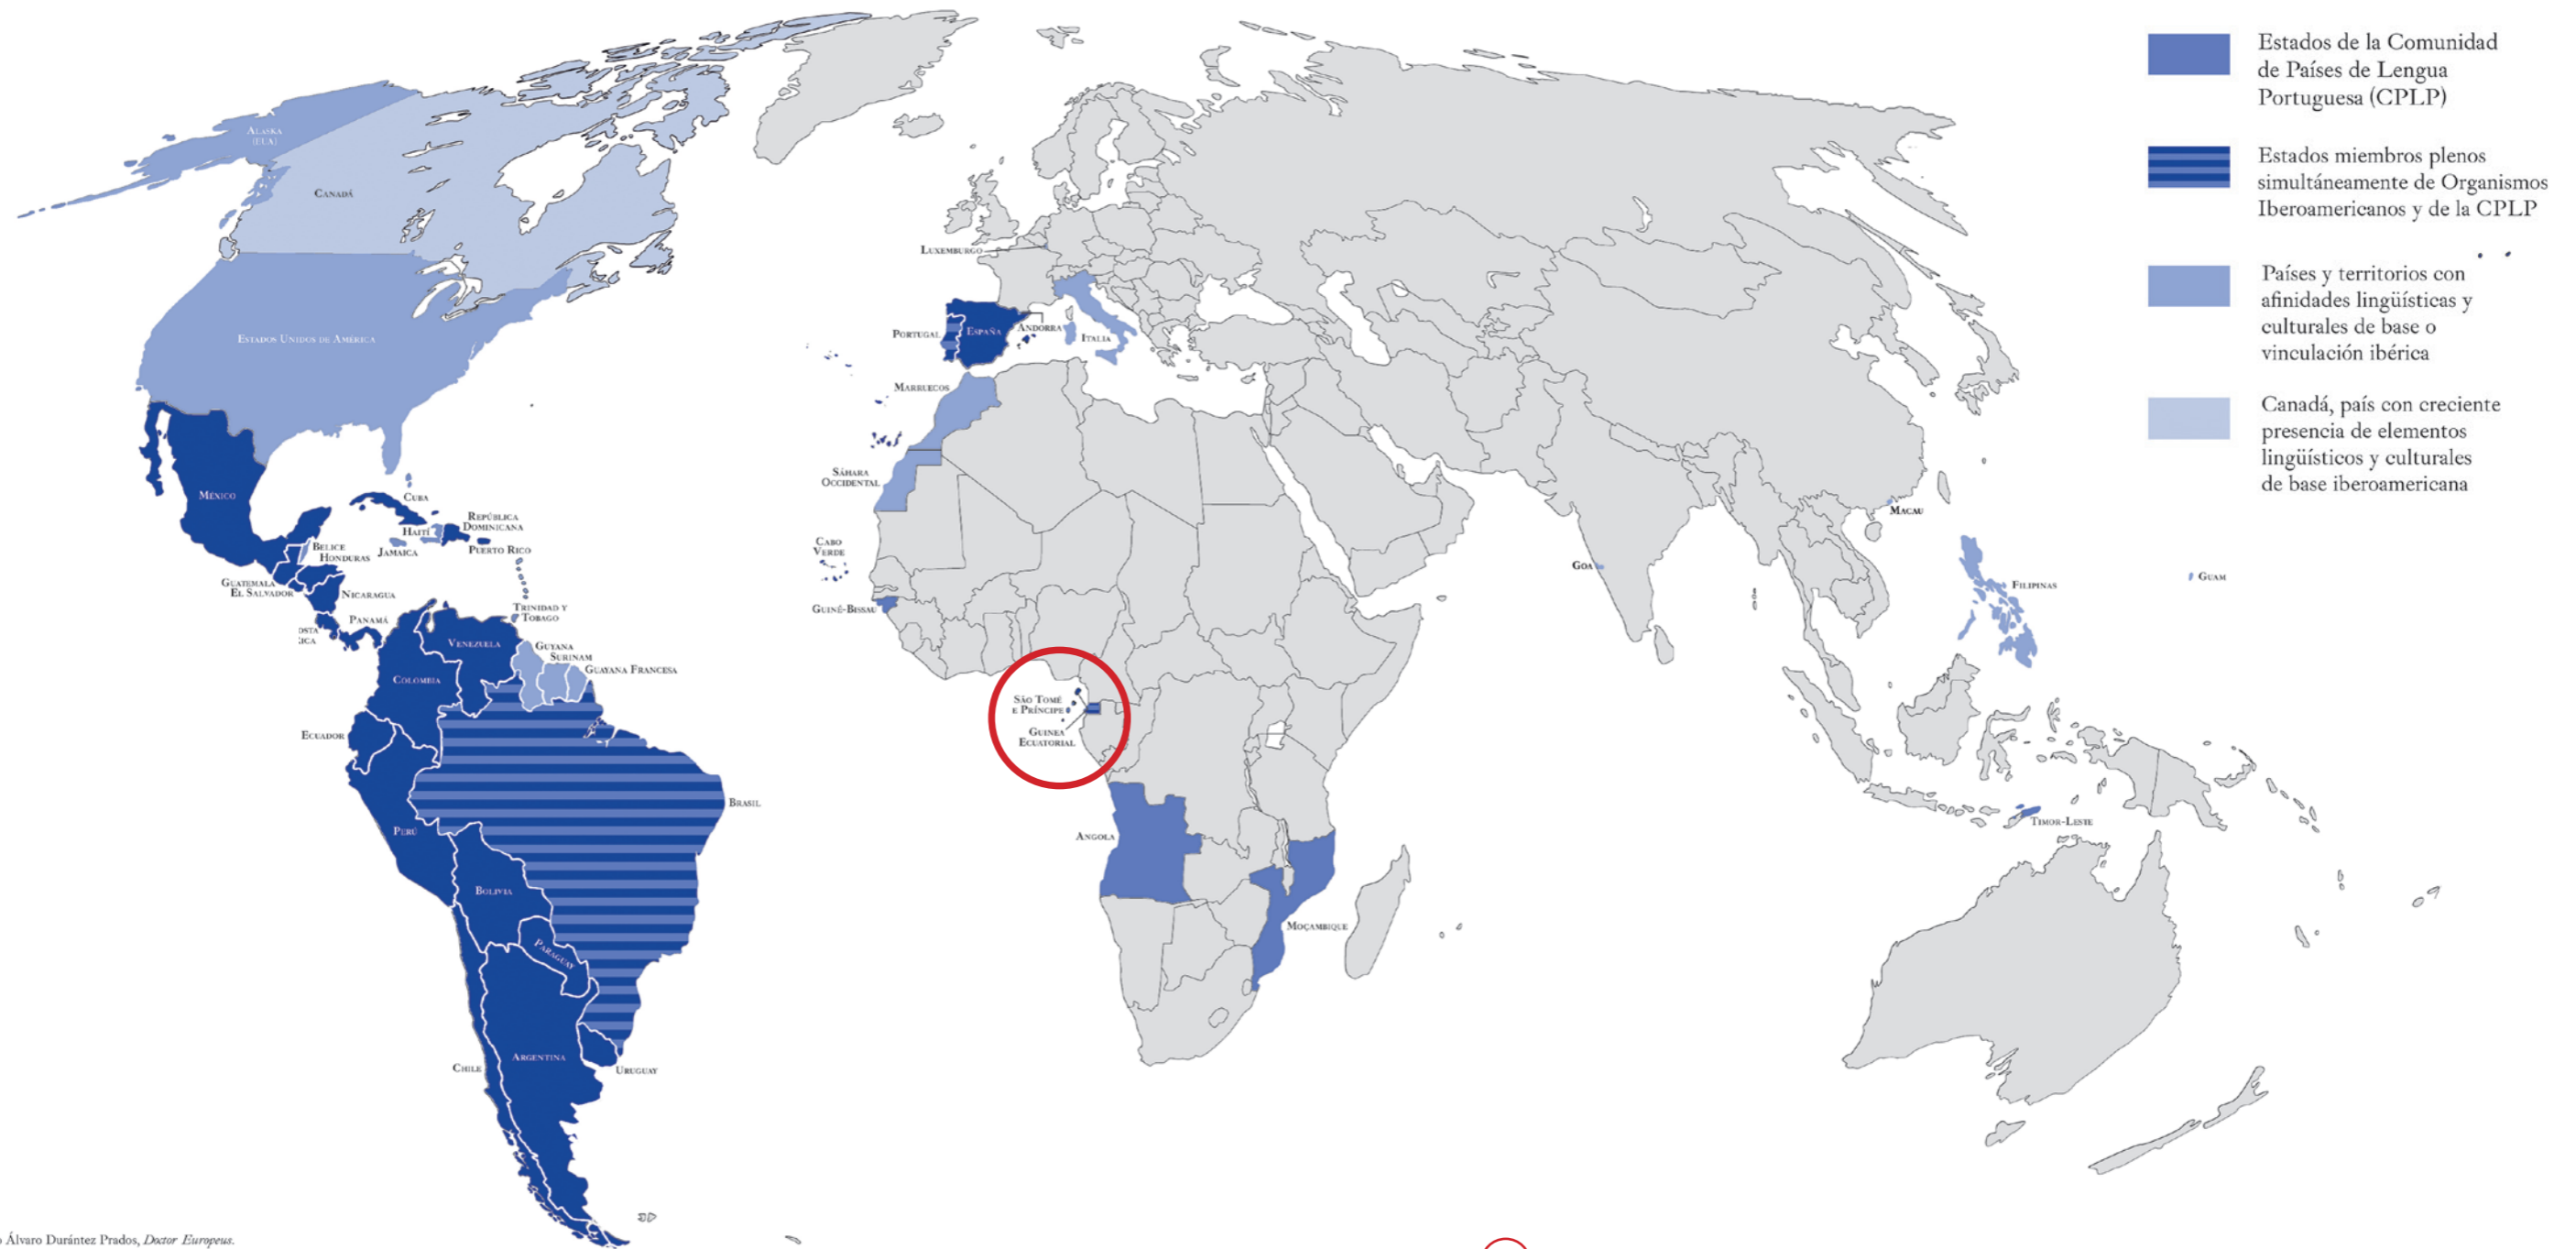 Estados de la Comunidad
de Países de Lengua
Portuguesa (CPLP)
Estados miembros plenos
simultáneamente de Organismos
Iberoamericanos y de la CPLP
Países y territorios con
afinidades lingüísticas y
culturales de base o
vinculación ibérica
Canadá, país con creciente
presencia de elementos
lingüísticos y culturales
de base iberoamericana
ALASKA
(EUA)
CANADÁ
ESTADOS UNIDOS DE AMÉRICA
MÉXICO
CUBA
HAITÍ
REPÚBLICA
DOMINICANA
JAMAICA
PUERTO RICO
BELICE
HONDURAS
GUATEMALA
EL SALVADOR
NICARAGUA
OSTA
ICA
PANAMÁ
TRINIDAD Y
TOBAGO
VENEZUELA
GUYANA
SURINAM
GUAYANA FRANCESA
COLOMBIA
ECUADOR
PERÚ
BRASIL
BOLIVIA
PARAGUAY
CHILE
ARGENTINA
URUGUAY
LUXEMBURGO
PORTUGAL
ESPAÑA
ANDORRA
ITALIA
MARRUECOS
SÁHARA
OCCIDENTAL
CABO
VERDE
GUINÉ-BISSAU
SÃO TOMÉ
E PRÍNCIPE
GUINEA
ECUATORIAL
ANGOLA
MOÇAMBIQUE
GOA
MACAU
FILIPINAS
GUAM
TIMOR-LESTE
Álvaro Durántez Prados, Doctor Europeus.